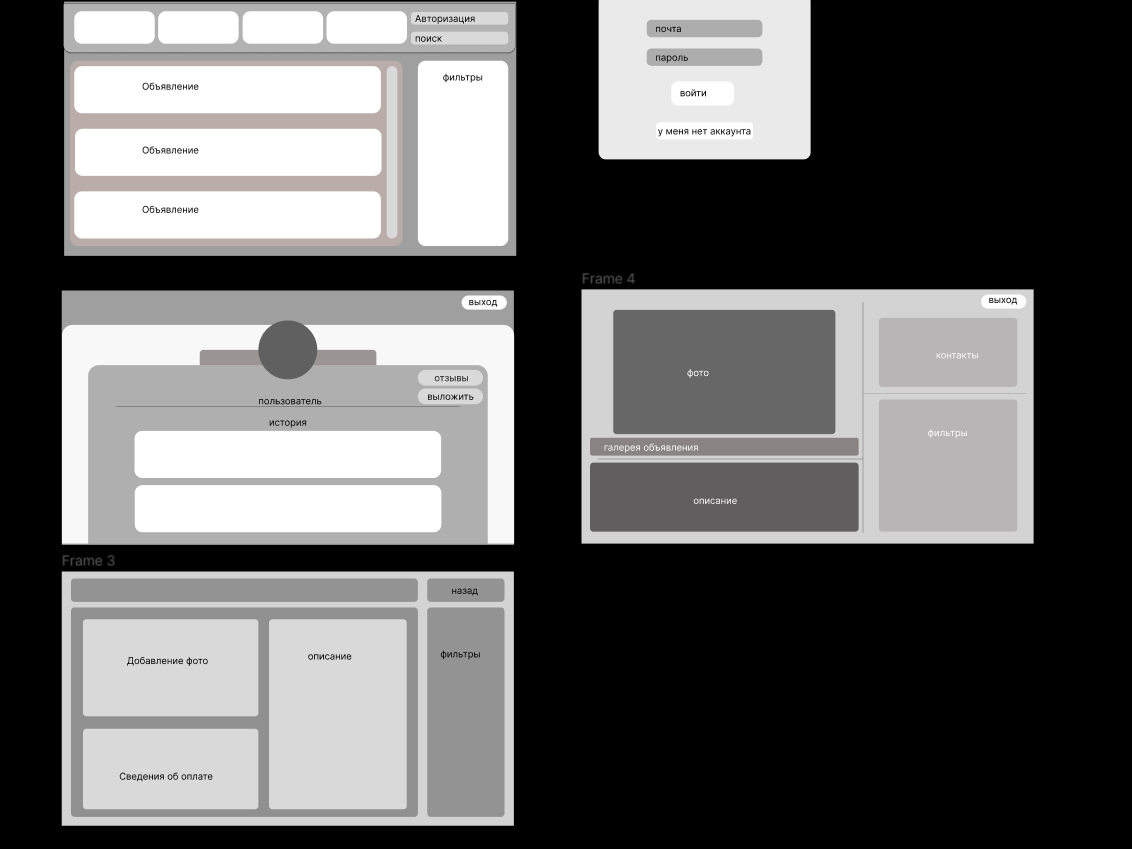 Авторизация
поиск
Объявление
фильтры
Объявление
Объявление
почта
пароль
войти
у меня нет аккаунта
выход
отзывы
выложить
пользователь
история
Frame 4
выход
фото
контакты
фильтры
галерея объявления
описание
Frame 3
назад
Добавление фото
описание
фильтры
Сведения об оплате